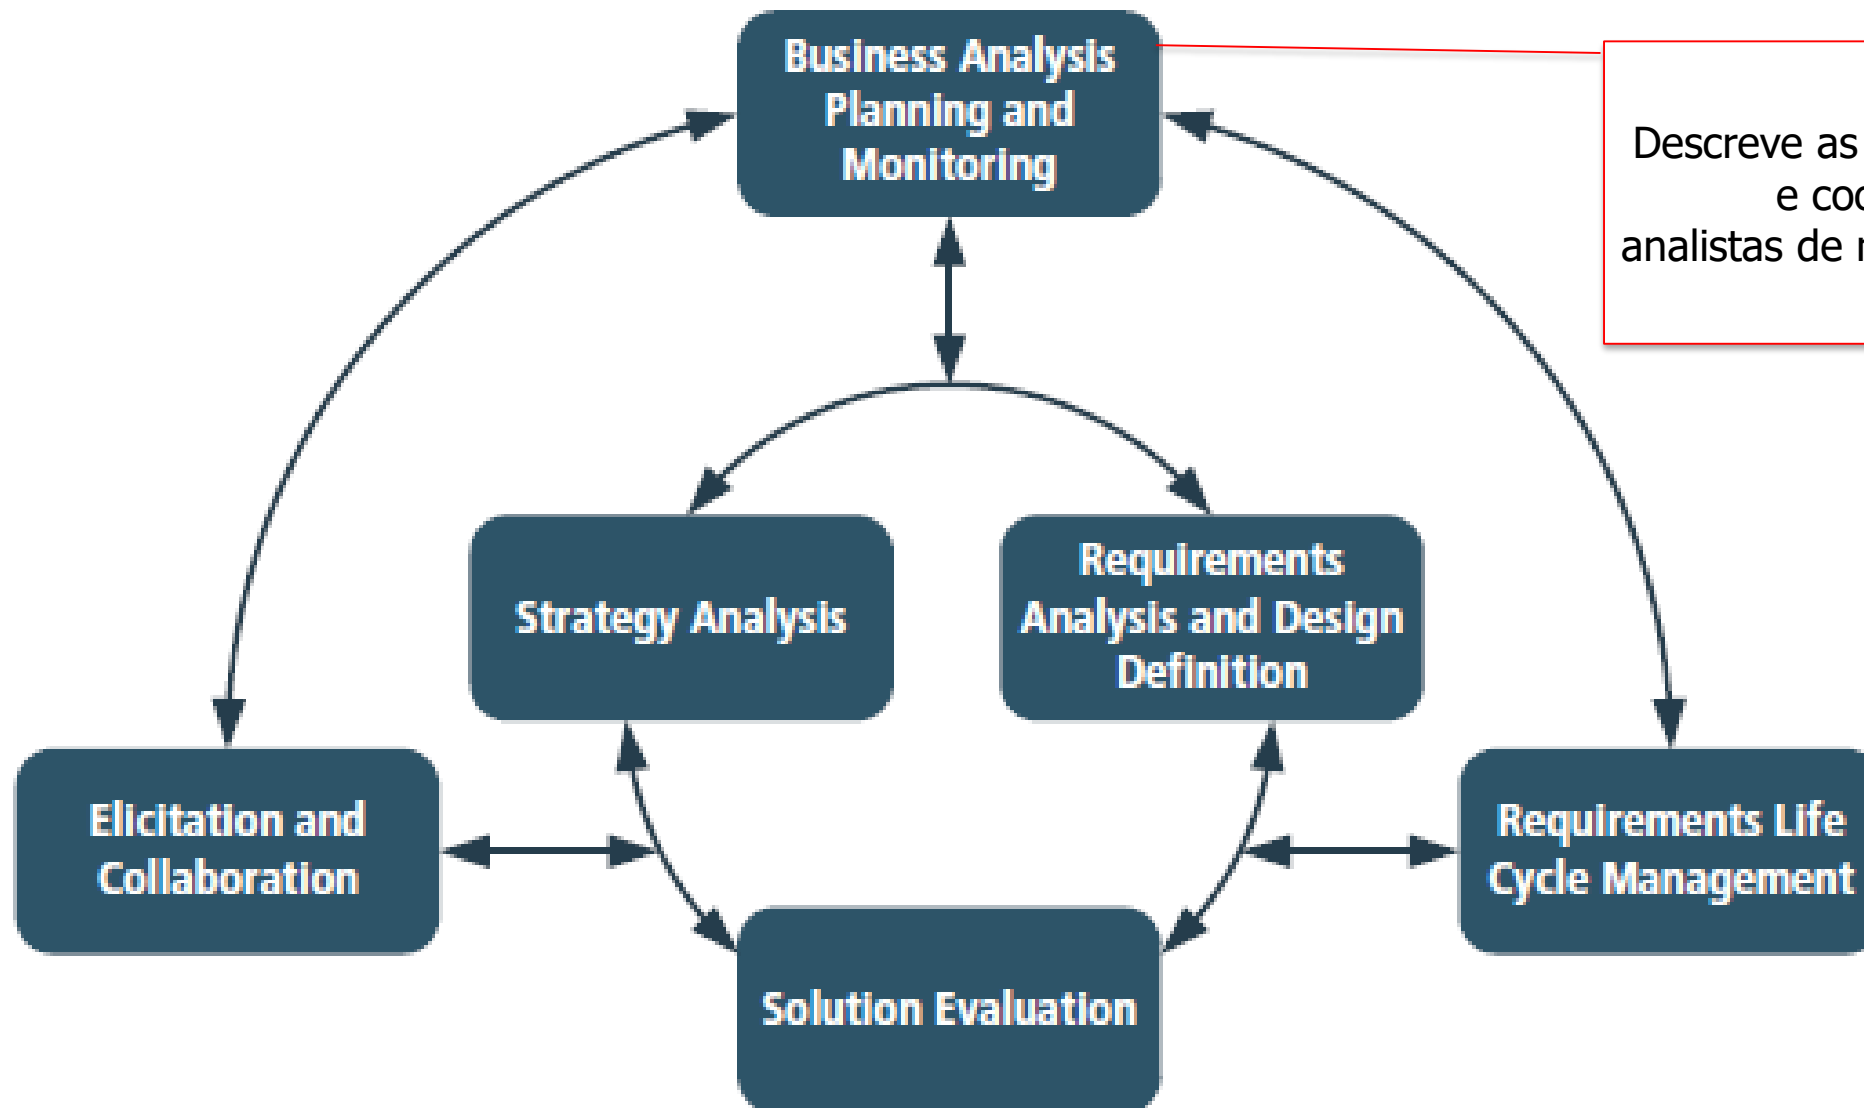 Business Analysis
Planning and
Monitoring
Descreve as
e
analistas de
Strategy Analysis
Requirements
Analysis and Design
Definition
Elicitation and
Collaboration
Requirements Life
Cycle Management
Solution Evaluation